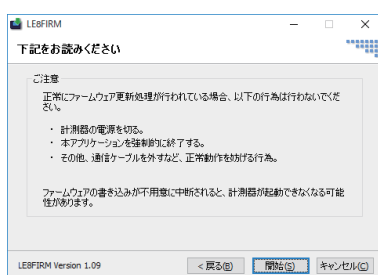 LE8FIRM
下記をお読みください
ご注意
正常にファームウェア更新処理が行われている場合、以下の行為は行わないでくだ
さい。
・ 計測器の電源を切る。
・ 本アプリケーションを強制的に終了する。
・ その他、通信ケーブルを外すなど、正常動作を妨げる行為。
ファームウェアの書き込みが不用意に中断されると、計測器が起動できなくなる可能
性があります。
LE8FIRM Version 1.09
< 戻る(B) 開始(S) キャンセル(C)